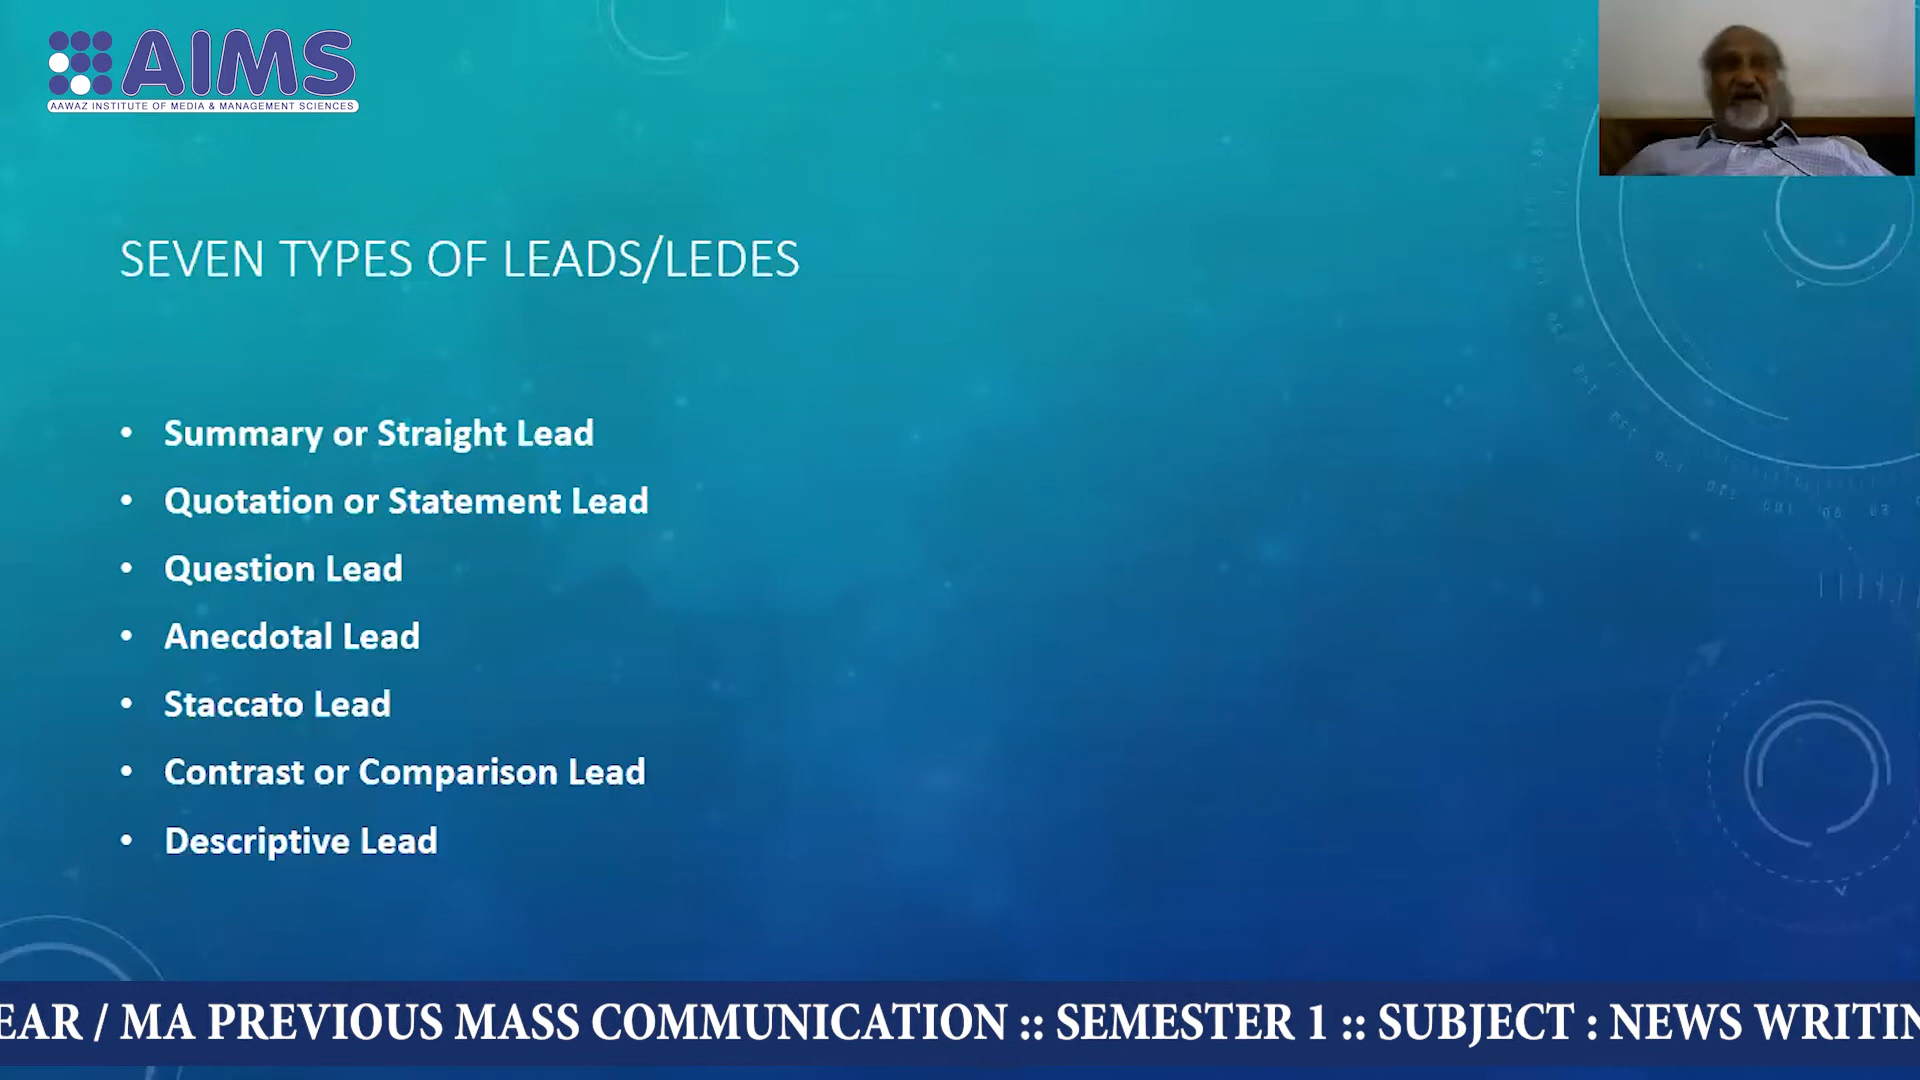 AIMS
AAWAZ INSTITUTE OF MEDIA & MANAGEMENT SCIENCES
SEVEN TYPES OF LEADS/LEDES
• Summary or Straight Lead
• Quotation or Statement Lead
• Question Lead
• Anecdotal Lead
• Staccato Lead
• Contrast or Comparison Lead
• Descriptive Lead
EAR / MA PREVIOUS MASS COMMUNICATION :: SEMESTER 1 :: SUBJECT : NEWS WRITIN